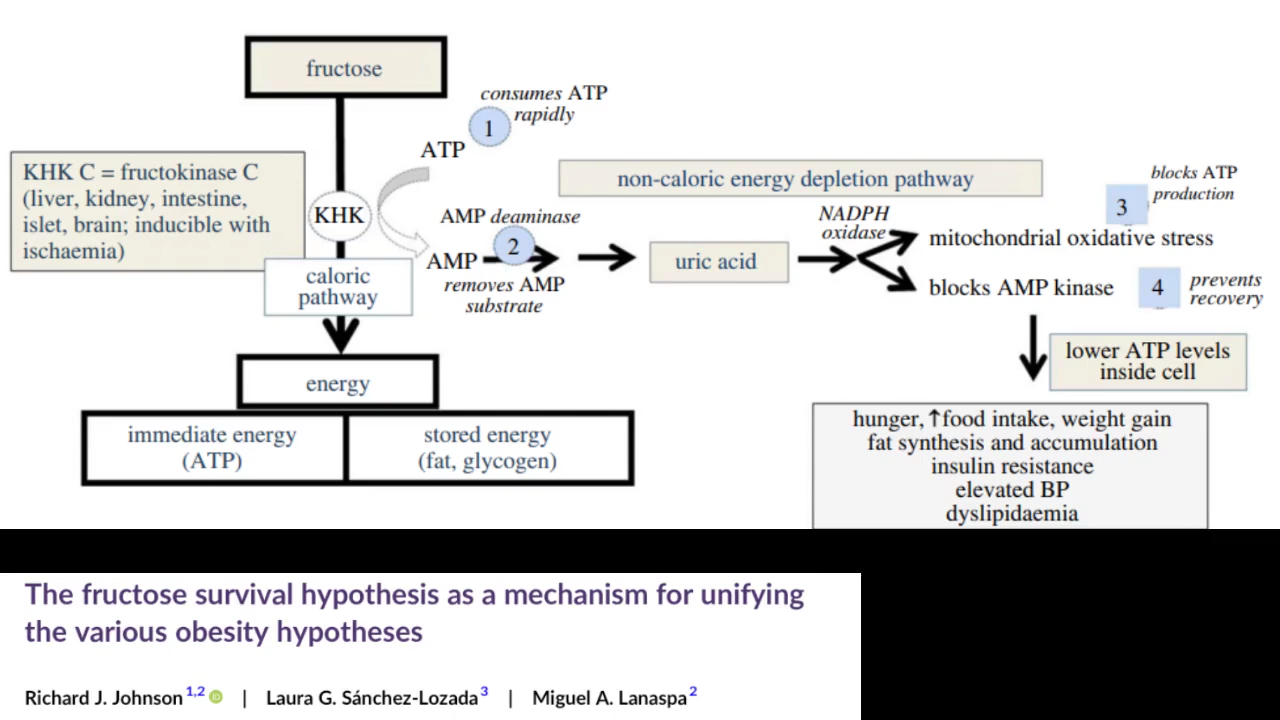 fructose
consumes ATP
rapidly
1
ATP
KHK C = fructokinase C
(liver, kidney, intestine,
islet, brain; inducible with
ischaemia)
KHK
non-caloric energy depletion pathway
blocks ATP
production
3
AMP deaminase
2
AMP
removes AMP
substrate
uric acid
NADPH
oxidase
mitochondrial oxidative stress
blocks AMP kinase
4
prevents
recovery
caloric
pathway
lower ATP levels
inside cell
energy
immediate energy
(ATP)
stored energy
(fat, glycogen)
hunger, ↑food intake, weight gain
fat synthesis and accumulation
insulin resistance
elevated BP
dyslipidaemia
The fructose survival hypothesis as a mechanism for unifying
the various obesity hypotheses
Richard J. Johnson 1,2 iD | Laura G. Sánchez-Lozada 3 | Miguel A. Lanaspa 2